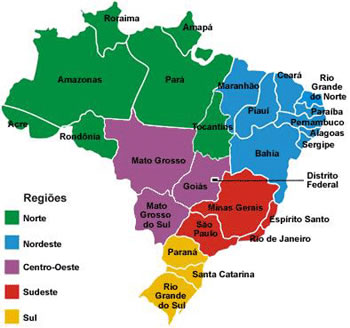 Roraima
Amapá
Amazonas
Pará
Maranhão
Ceará
Rio
Grande
do Norte
Piauí
Paraíba
Pernambuco
Alagoas
Sergipe
Acre
Rondônia
Tocantins
Bahia
Mato Grosso
Distrito
Federal
Goiás
Mato
Grosso
do Sul
Minas Gerais
Espírito Santo
São
Paulo
Rio de Janeiro
Paraná
Santa Catarina
Rio
Grande
do Sul
Regiões
Norte
Nordeste
Centro-Oeste
Sudeste
Sul